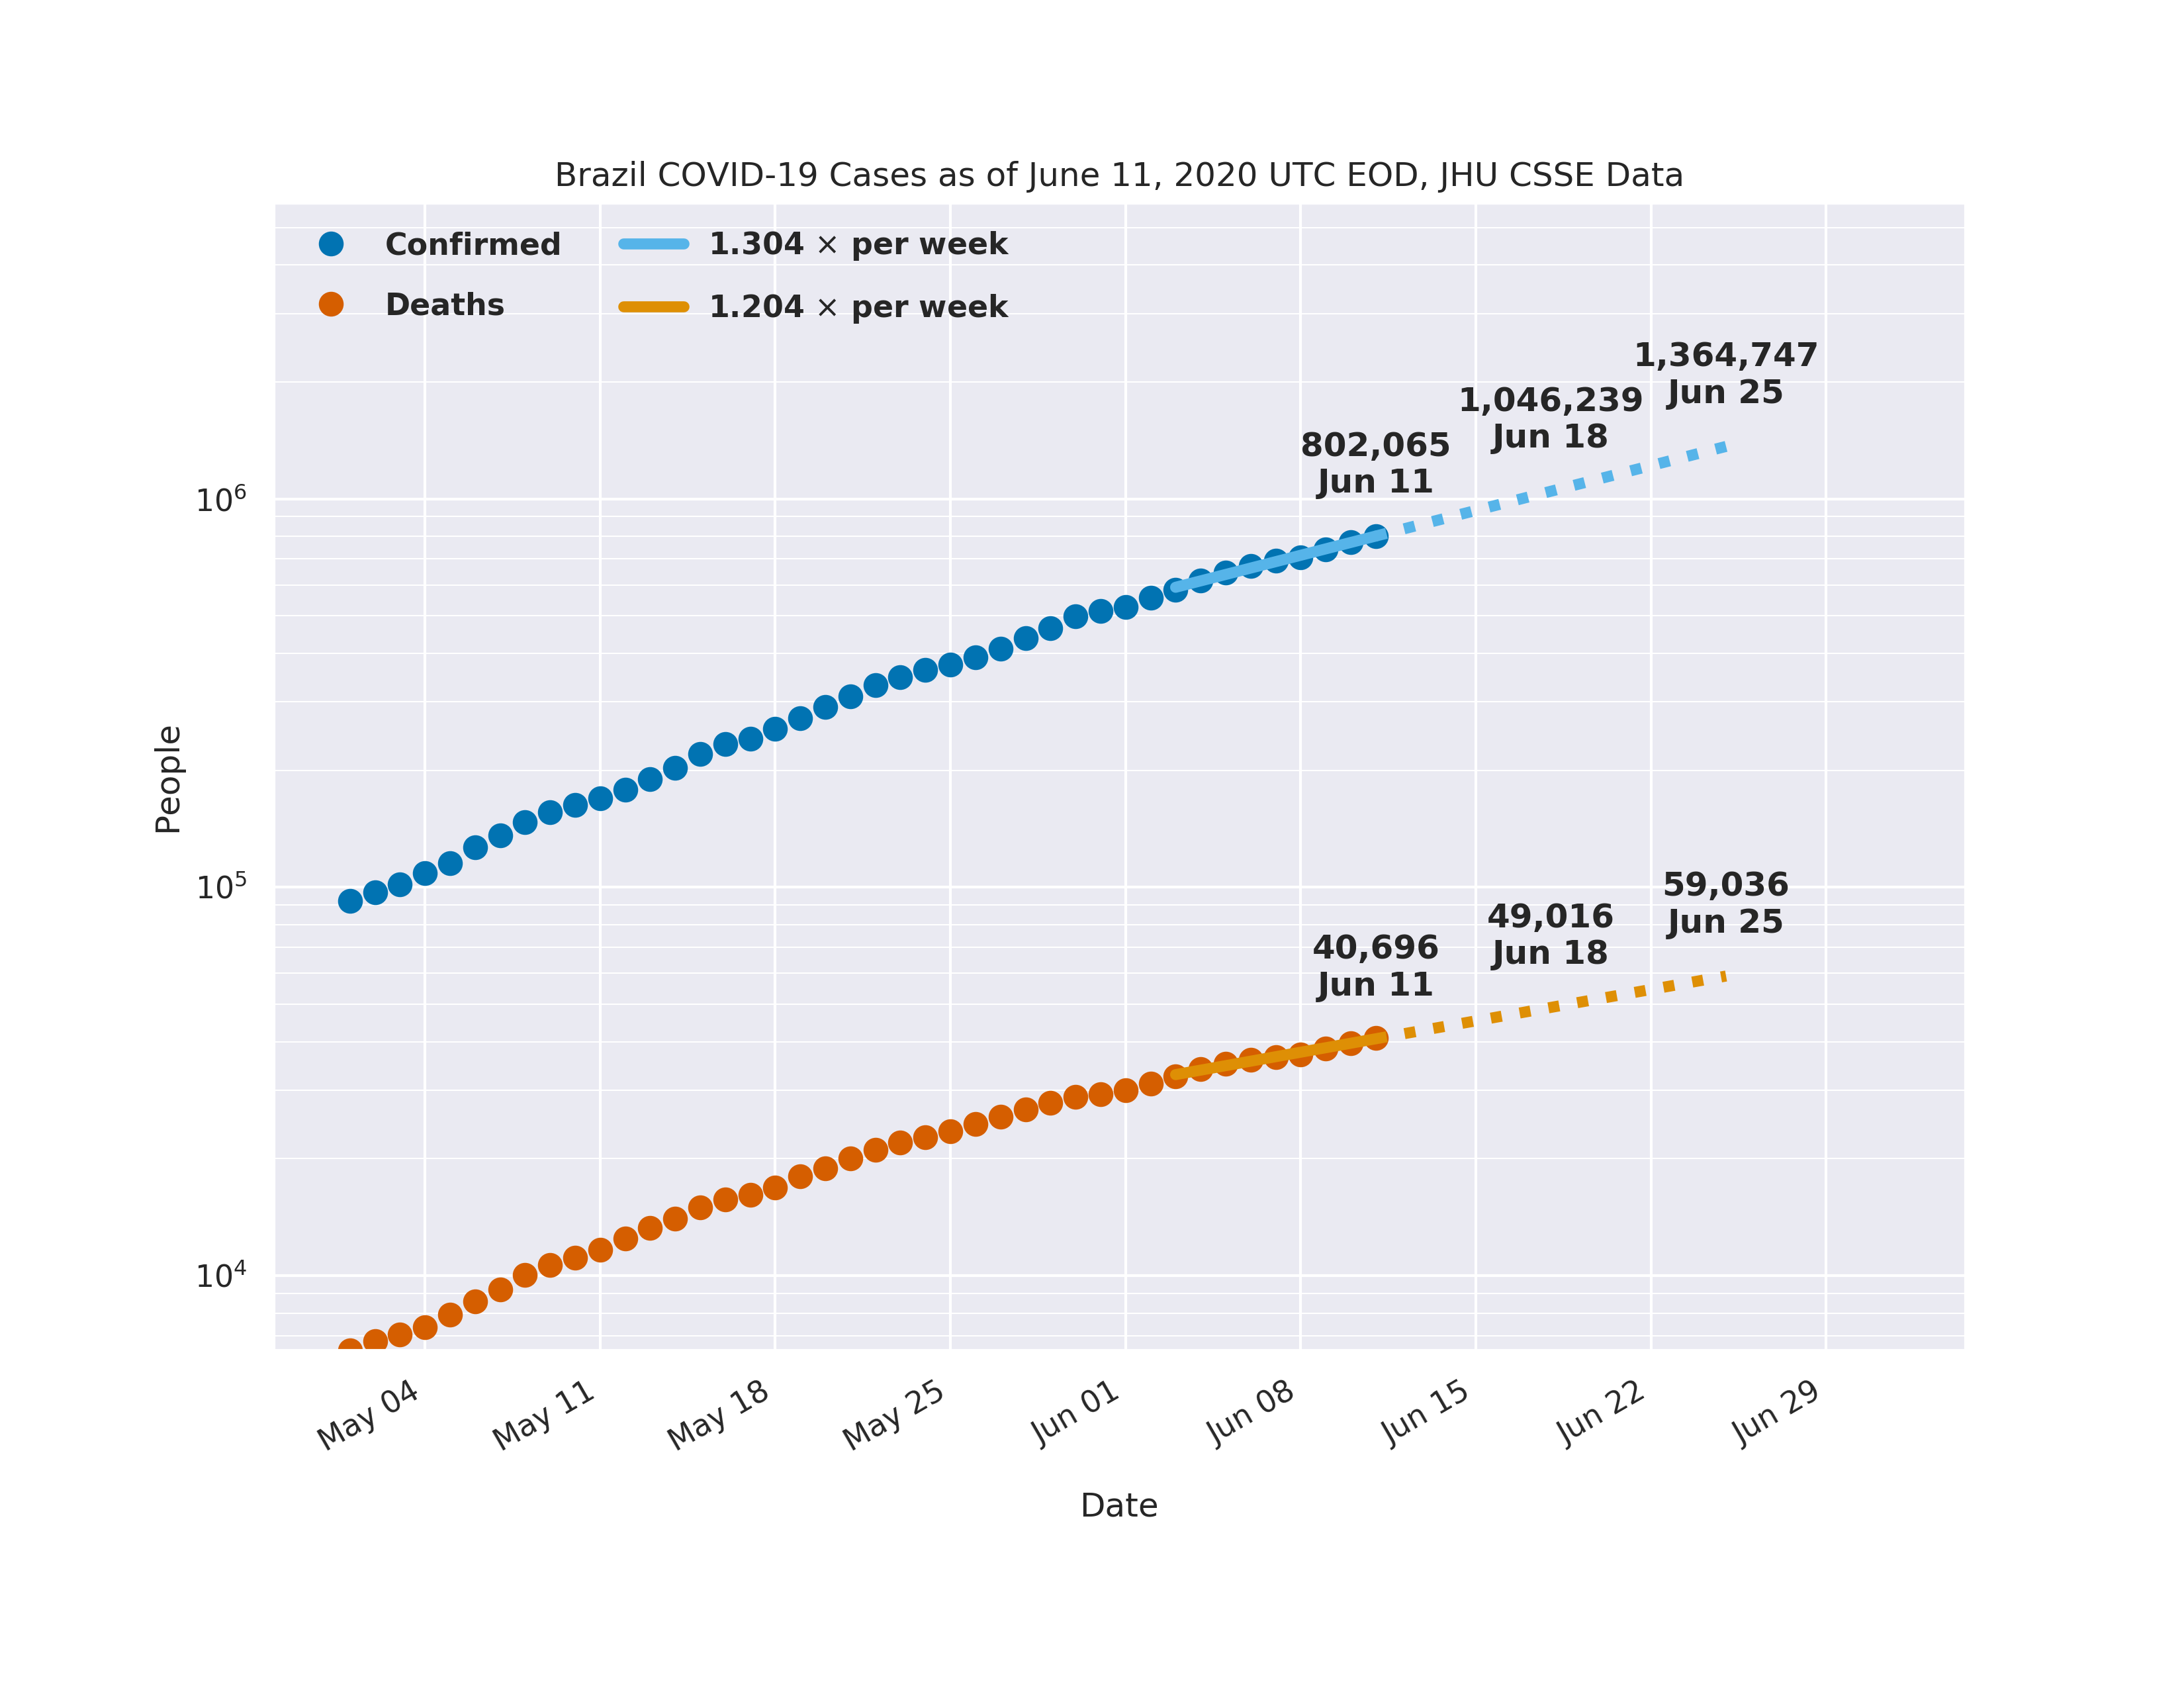 Brazil COVID-19 Cases as of June 11, 2020 UTC EOD, JHU CSSE Data
Confirmed
Deaths
1.304 × per week
1.204 × per week
1,364,747
Jun 25
1,046,239
Jun 18
802,065
Jun 11
59,036
Jun 25
49,016
Jun 18
40,696
Jun 11
People
10⁶
10⁵
10⁴
May 04
May 11
May 18
May 25
Jun 01
Jun 08
Jun 15
Jun 22
Jun 29
Date